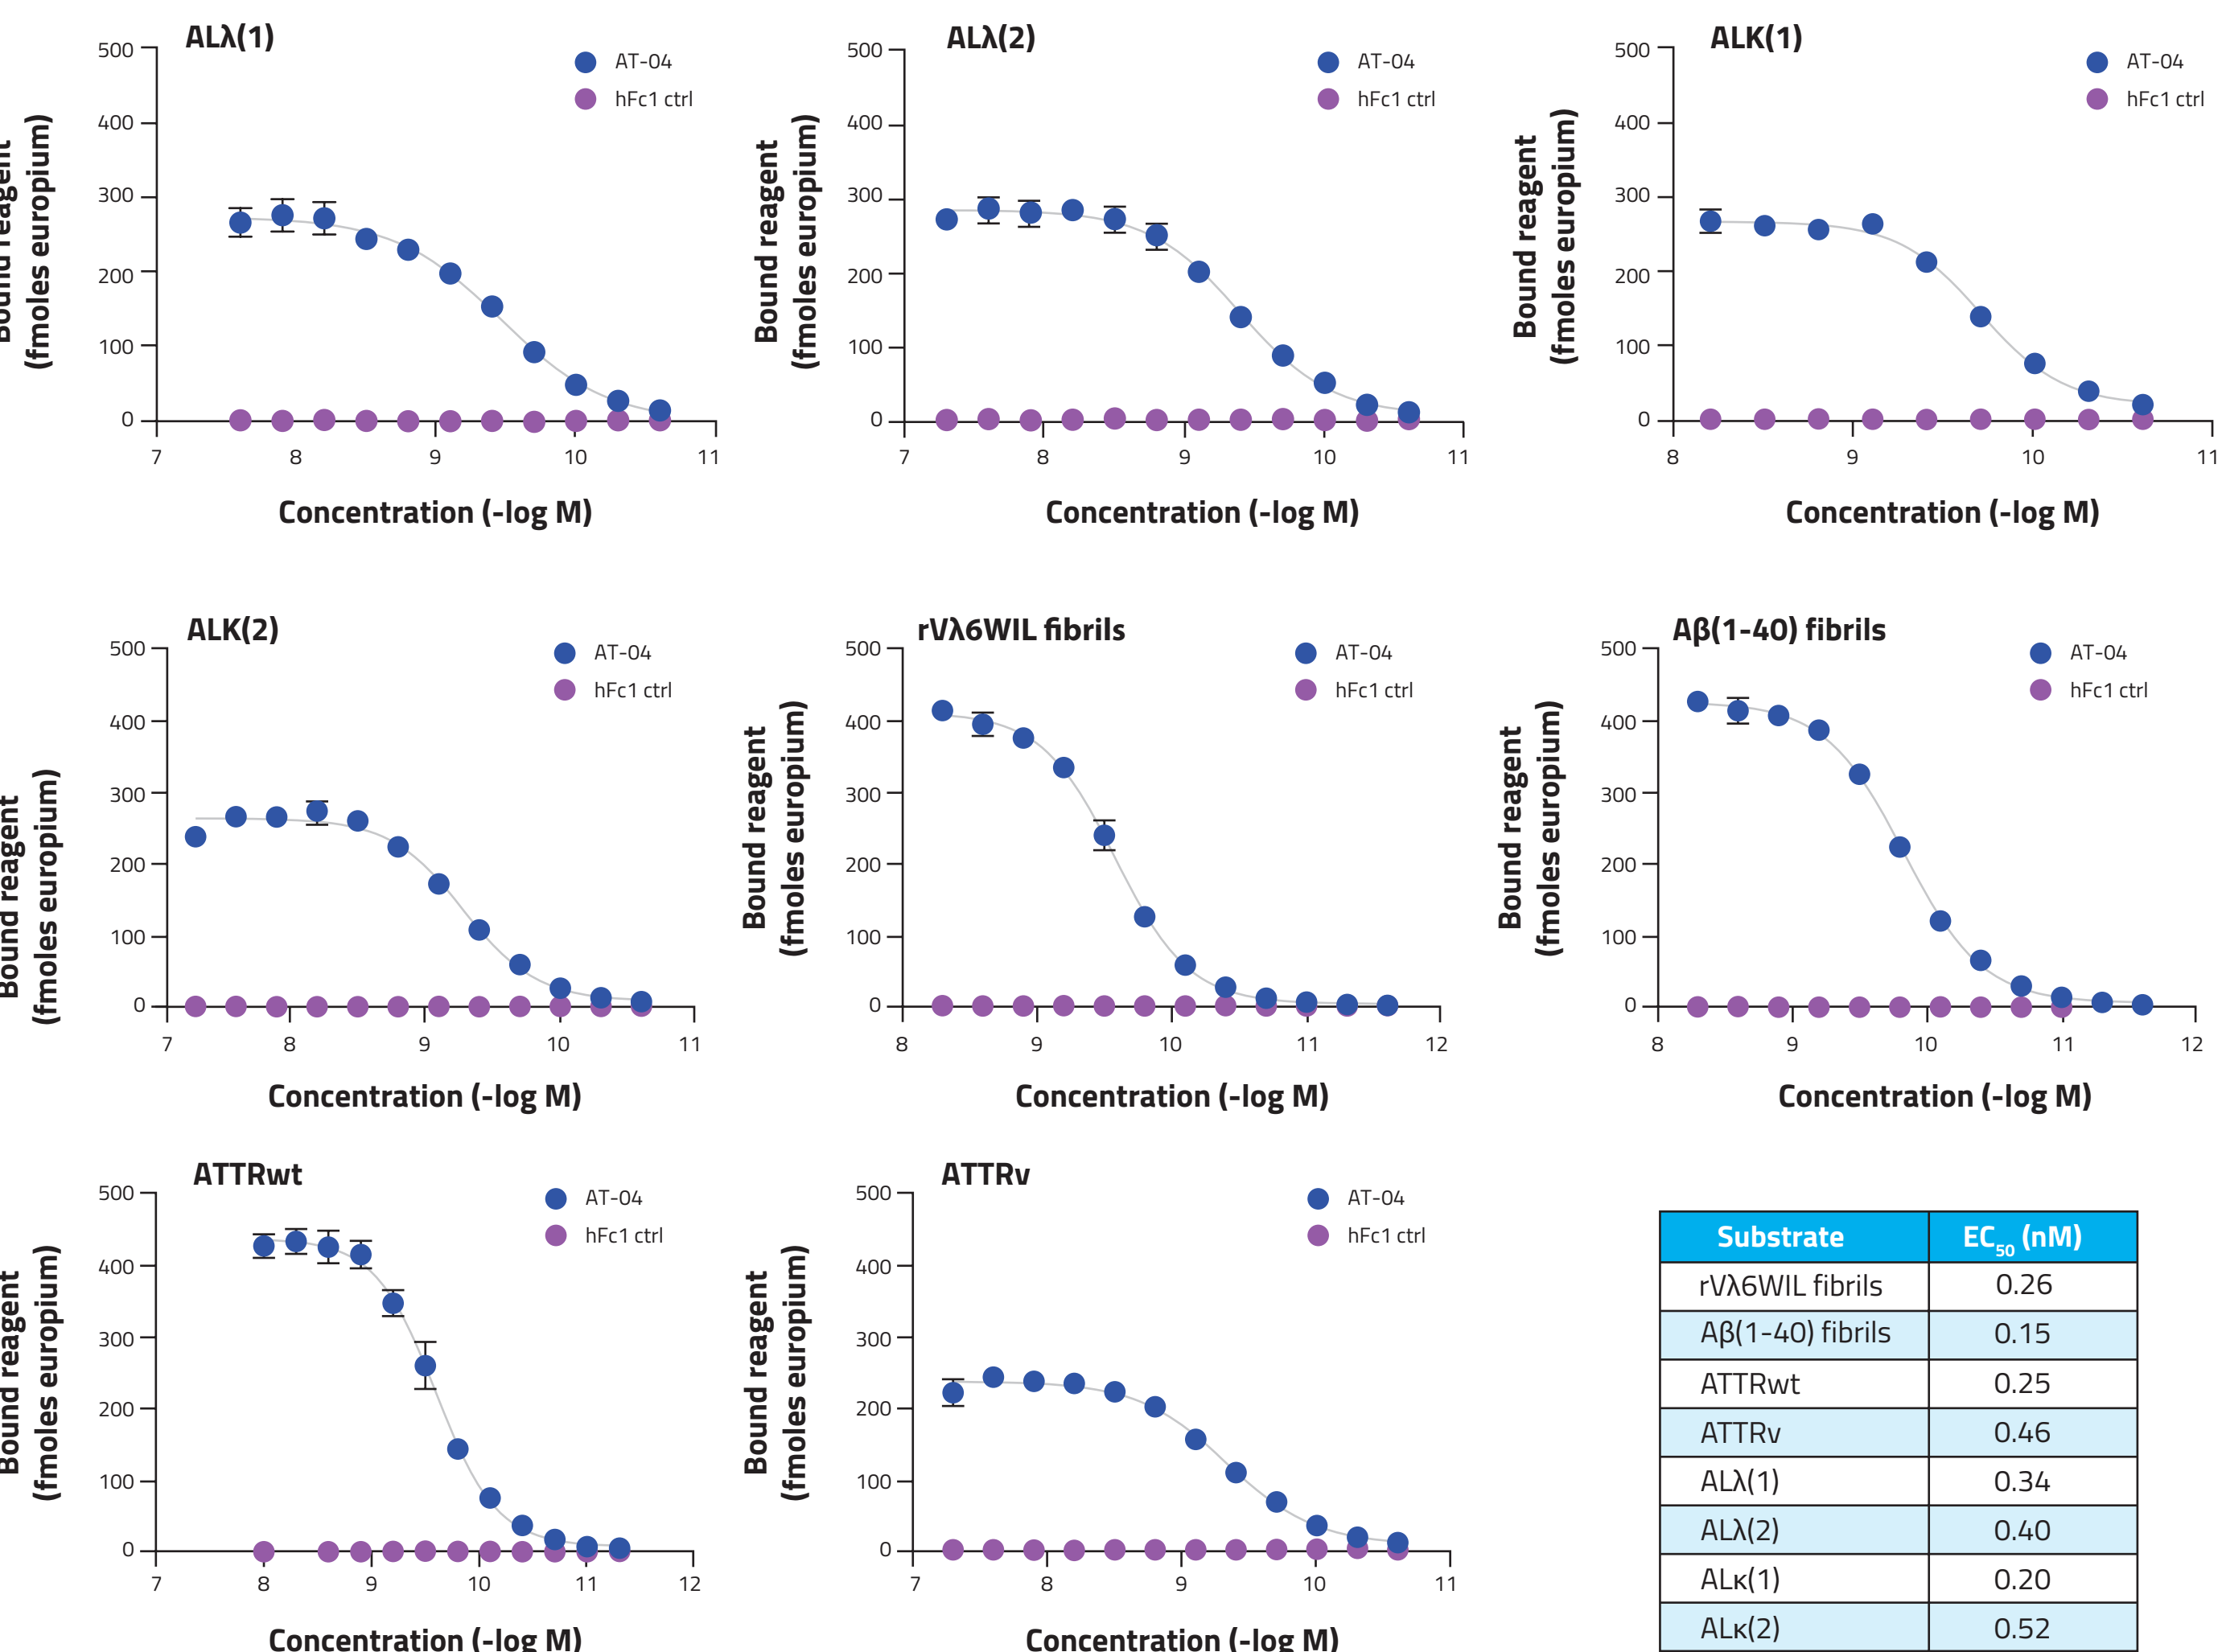 ALλ(1)
Bound reagent
(fmoles europium)
500
400
300
200
100
0
AT-04
hFc1 ctrl
7 8 9 10 11
Concentration (-log M)
ALλ(2)
Bound reagent
(fmoles europium)
500
400
300
200
100
0
AT-04
hFc1 ctrl
7 8 9 10 11
Concentration (-log M)
ALK(1)
Bound reagent
(fmoles europium)
500
400
300
200
100
0
AT-04
hFc1 ctrl
8 9 10 11
Concentration (-log M)
ALK(2)
Bound reagent
(fmoles europium)
500
400
300
200
100
0
AT-04
hFc1 ctrl
7 8 9 10 11
Concentration (-log M)
rVλ6WIL fibrils
Bound reagent
(fmoles europium)
500
400
300
200
100
0
AT-04
hFc1 ctrl
8 9 10 11 12
Concentration (-log M)
Aβ(1-40) fibrils
Bound reagent
(fmoles europium)
500
400
300
200
100
0
AT-04
hFc1 ctrl
8 9 10 11 12
Concentration (-log M)
ATTRwt
Bound reagent
(fmoles europium)
500
400
300
200
100
0
AT-04
hFc1 ctrl
7 8 9 10 11 12
Concentration (-log M)
ATTRv
Bound reagent
(fmoles europium)
500
400
300
200
100
0
AT-04
hFc1 ctrl
7 8 9 10 11
Concentration (-log M)
Substrate EC50 (nM)
rVλ6WIL fibrils 0.26
Aβ(1-40) fibrils 0.15
ATTRwt 0.25
ATTRv 0.46
ALλ(1) 0.34
ALλ(2) 0.40
ALκ(1) 0.20
ALκ(2) 0.52